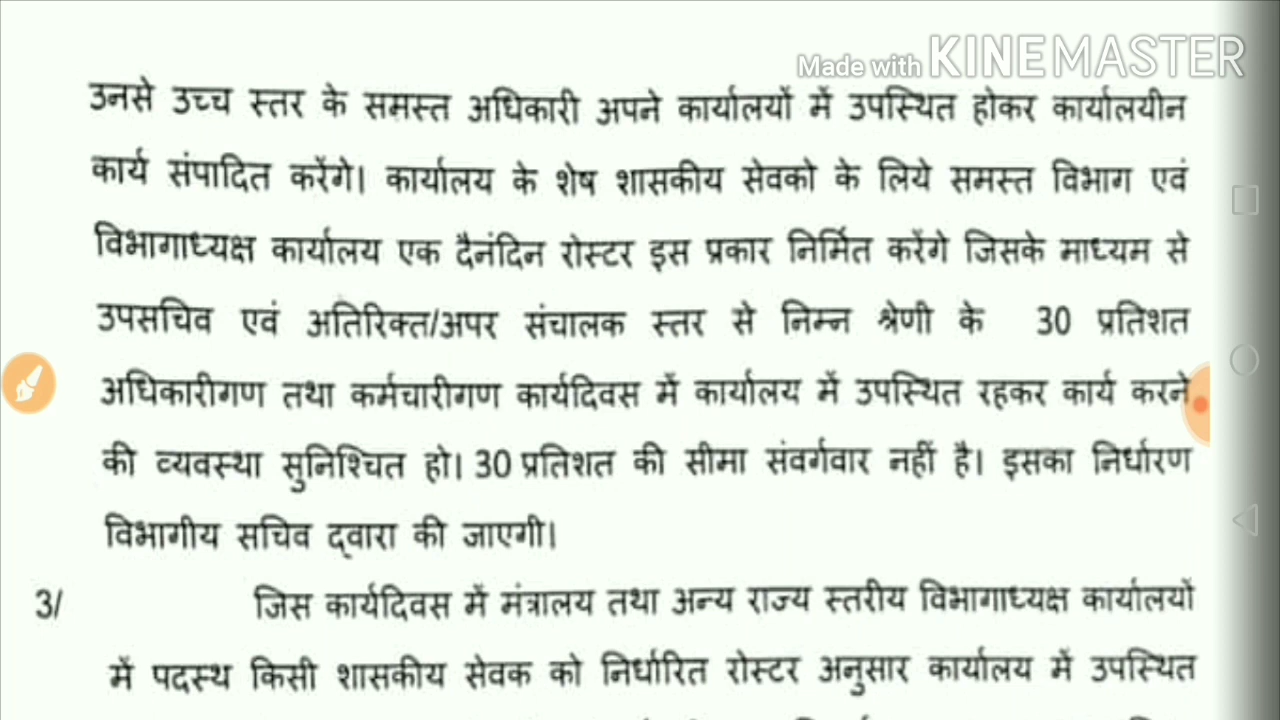 Made with KINEMASTER
उनसे उच्च स्तर के समस्त अधिकारी अपने कार्यालयों में उपस्थित होकर कार्यालयीन
कार्य संपादित करेंगे। कार्यालय के शेष शासकीय सेवको के लिये समस्त विभाग एवं
विभागाध्यक्ष कार्यालय एक दैनंदिन रोस्टर इस प्रकार निर्मित करेंगे जिसके माध्यम से
उपसचिव एवं अतिरिक्त/अपर संचालक स्तर से निम्न श्रेणी के 30 प्रतिशत
अधिकारीगण तथा कर्मचारीगण कार्यदिवस में कार्यालय में उपस्थित रहकर कार्य करने
की व्यवस्था सुनिश्चित हो। 30 प्रतिशत की सीमा संवर्गवार नहीं है। इसका निर्धारण
विभागीय सचिव द्वारा की जाएगी।
3/ जिस कार्यदिवस में मंत्रालय तथा अन्य राज्य स्तरीय विभागाध्यक्ष कार्यालयों
में पदस्थ किसी शासकीय सेवक को निर्धारित रोस्टर अनुसार कार्यालय में उपस्थित